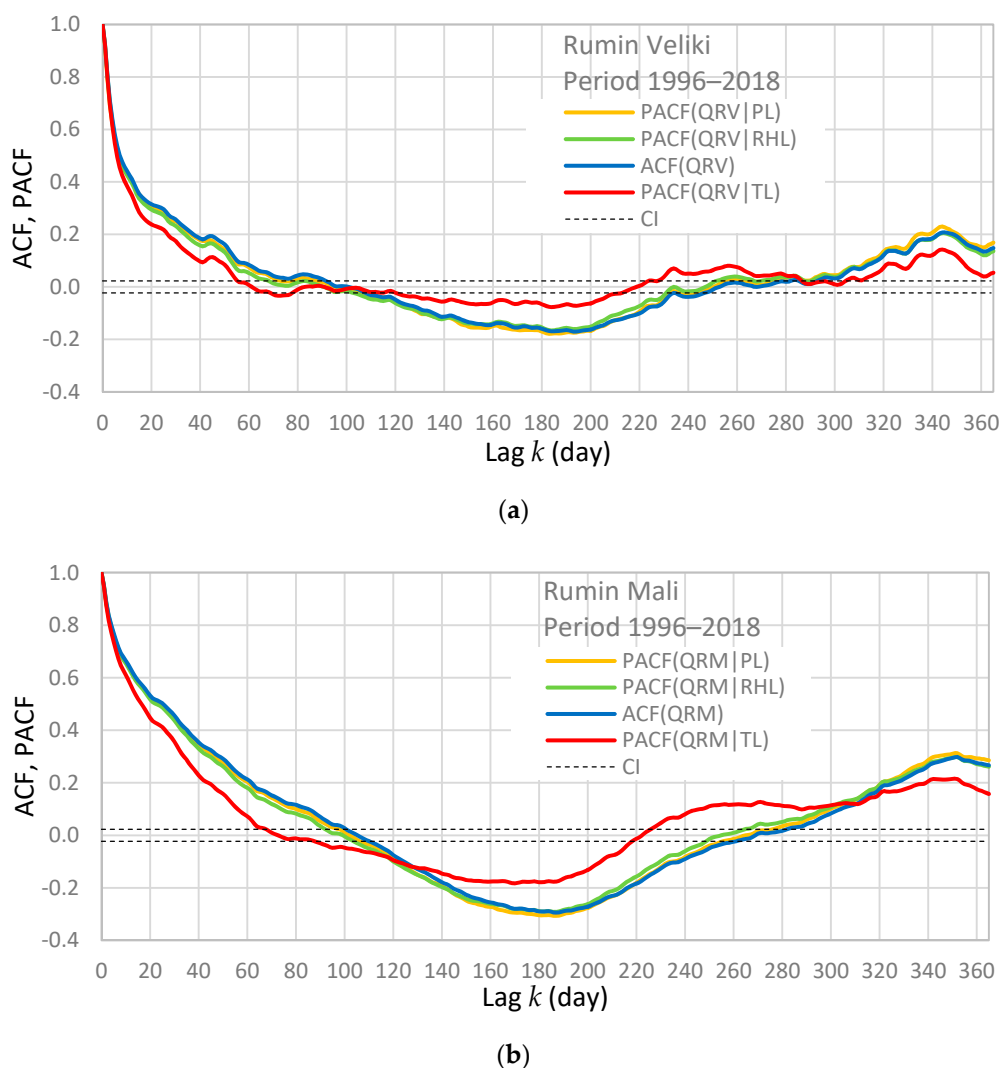 1.0
0.8
0.6
0.4
0.2
0.0
-0.2
-0.4
ACF, PACF
Rumin Veliki
Period 1996–2018
PACF(QRV|PL)
PACF(QRV|RHL)
ACF(QRV)
PACF(QRV|TL)
CI
0 20 40 60 80 100 120 140 160 180 200 220 240 260 280 300 320 340 360
Lag k (day)
(a)
1.0
0.8
0.6
0.4
0.2
0.0
-0.2
-0.4
ACF, PACF
Rumin Mali
Period 1996–2018
PACF(QRM|PL)
PACF(QRM|RHL)
ACF(QRM)
PACF(QRM|TL)
CI
0 20 40 60 80 100 120 140 160 180 200 220 240 260 280 300 320 340 360
Lag k (day)
(b)